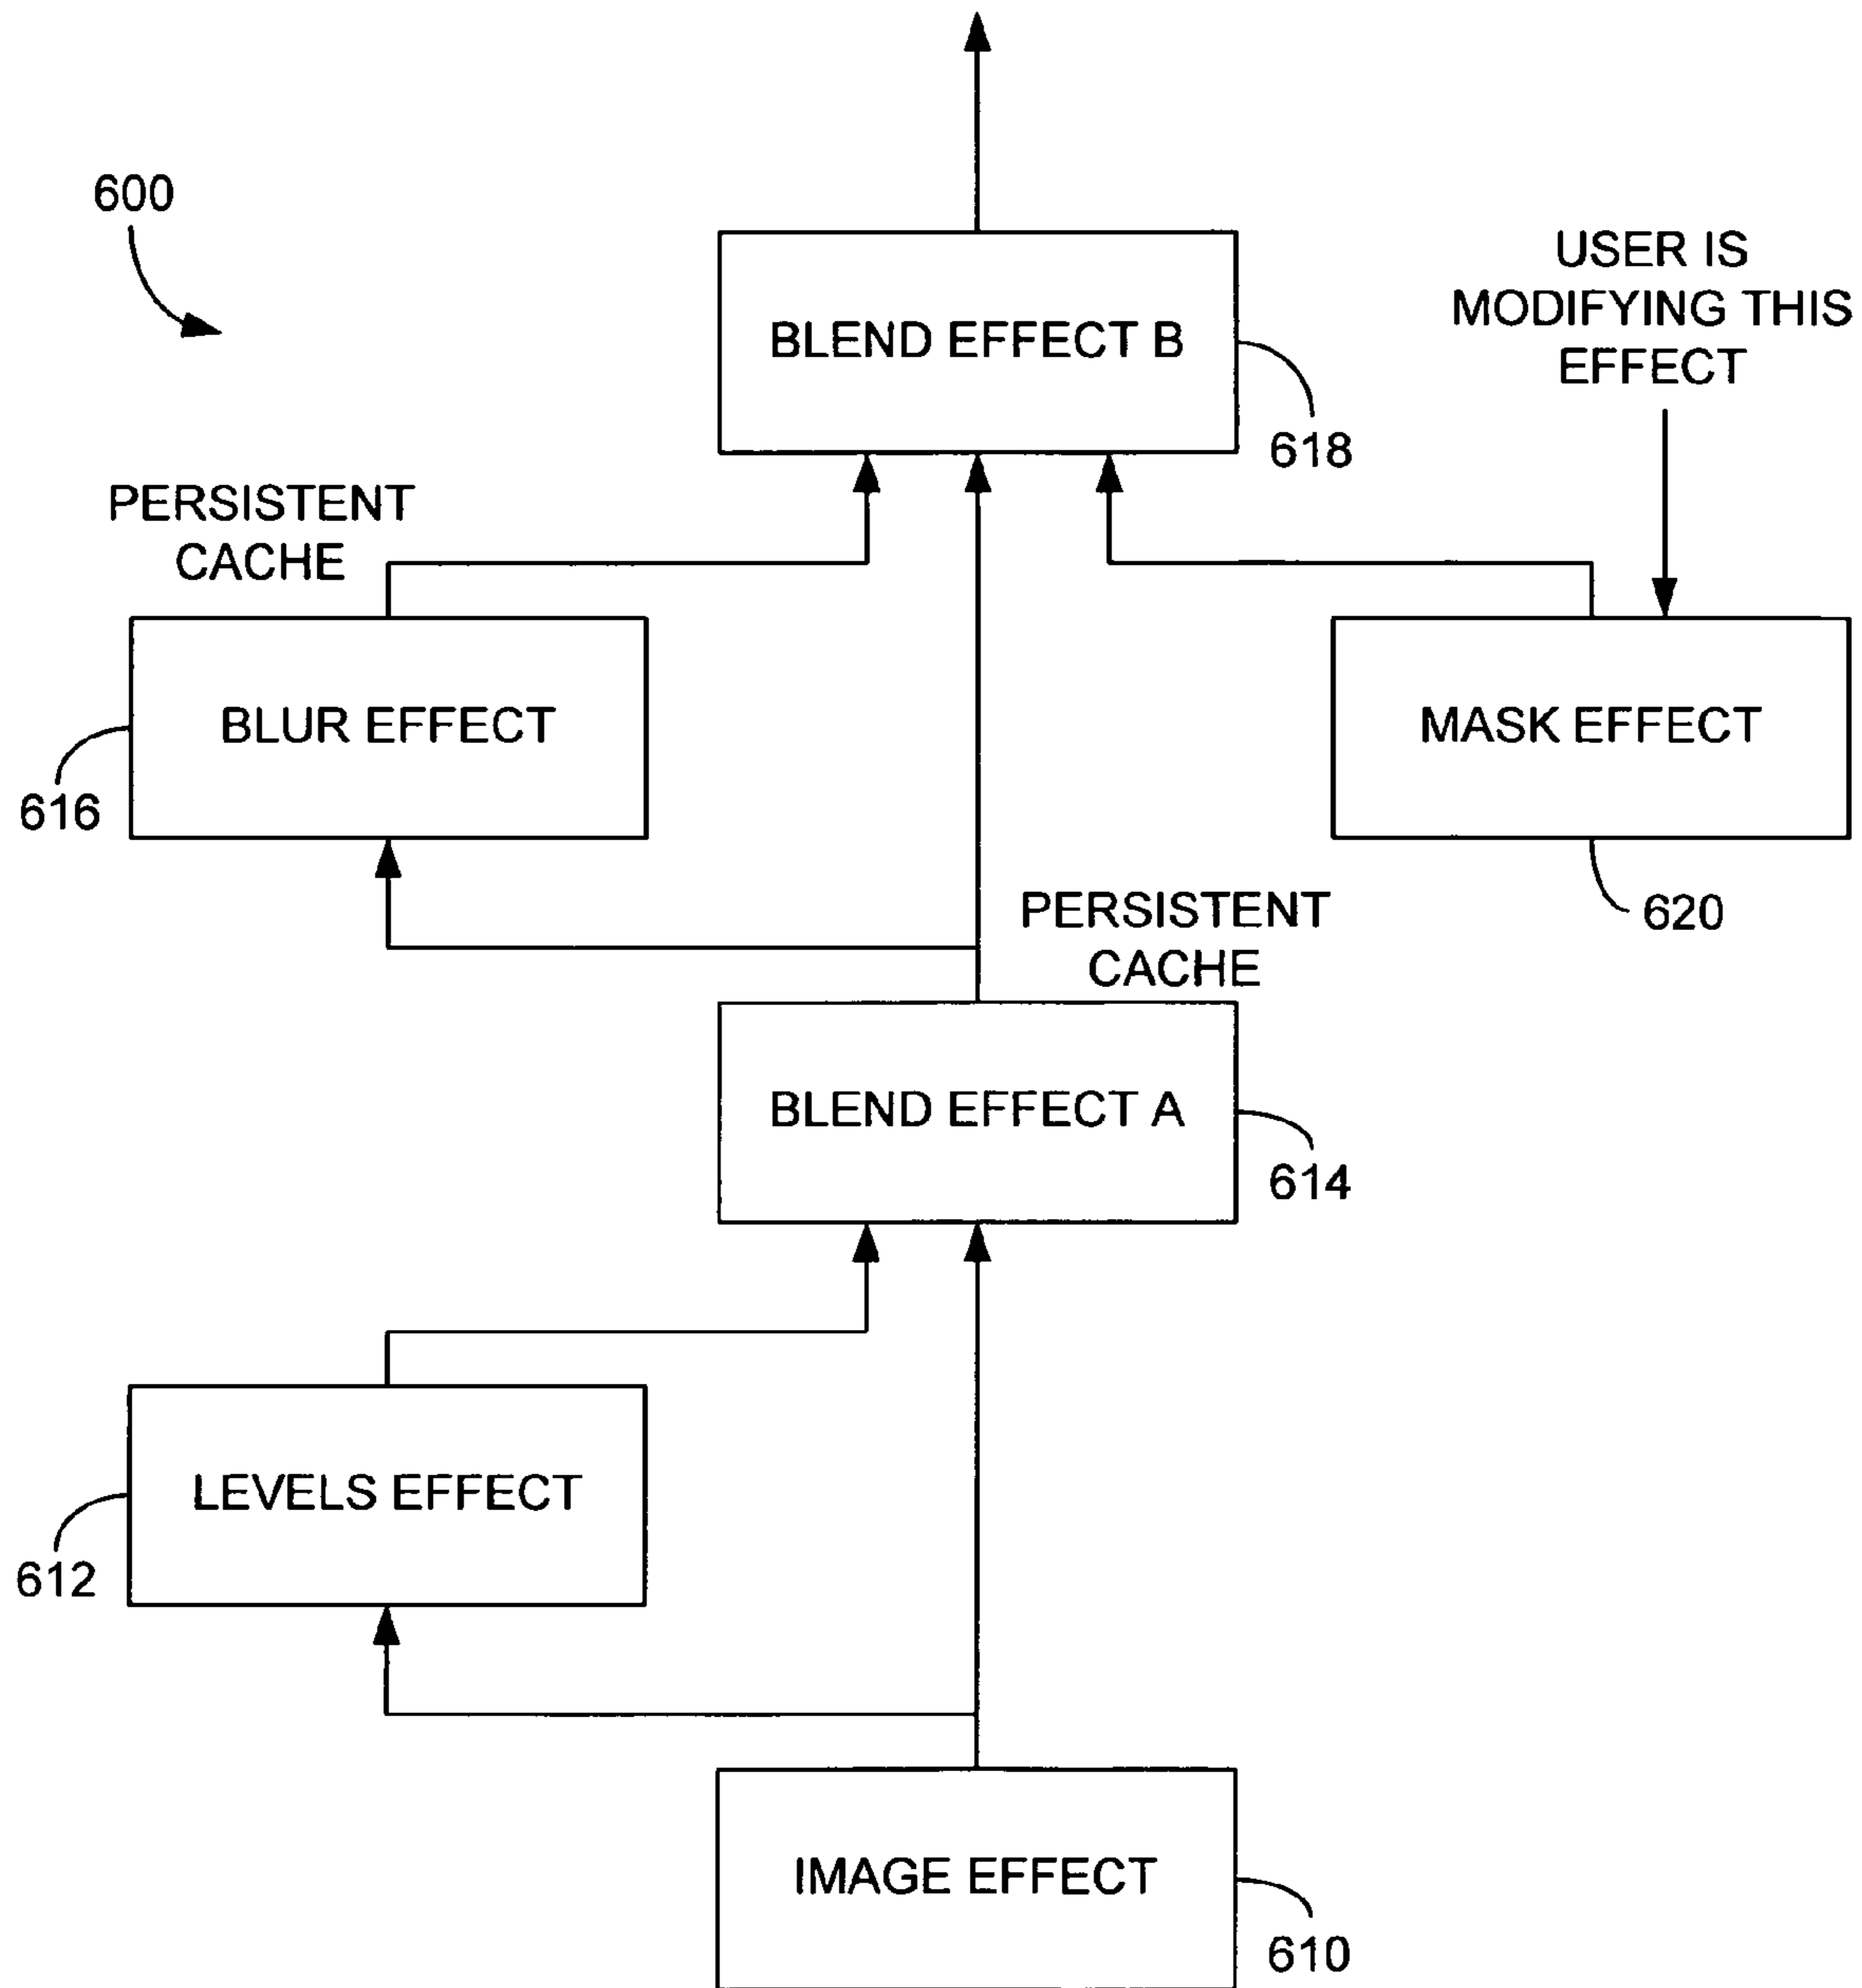 600
BLEND EFFECT B
USER IS
MODIFYING THIS
EFFECT
618
PERSISTENT
CACHE
BLUR EFFECT
MASK EFFECT
616
PERSISTENT
CACHE
620
BLEND EFFECT A
614
LEVELS EFFECT
612
IMAGE EFFECT
610